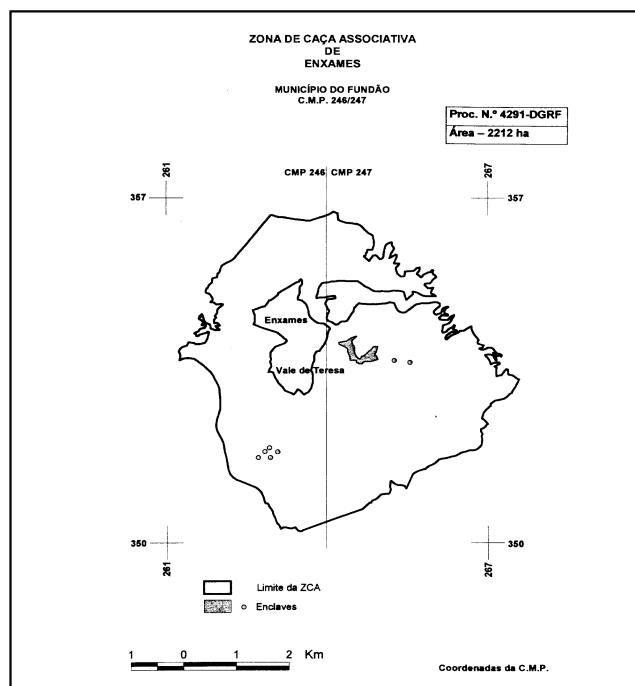 ZONA DE CAÇA ASSOCIATIVA
DE
ENXAMES
MUNICÍPIO DO FUNDÃO
C.M.P. 246/247
Proc. N.º 4291-DGRF
Área – 2212 ha
261
267
CMP 246 CMP 247
357
357
Enxames
Vale de Teresa
350
350
261
267
Limite da ZCA
Enclaves
1 0 1 2 Km
Coordenadas da C.M.P.